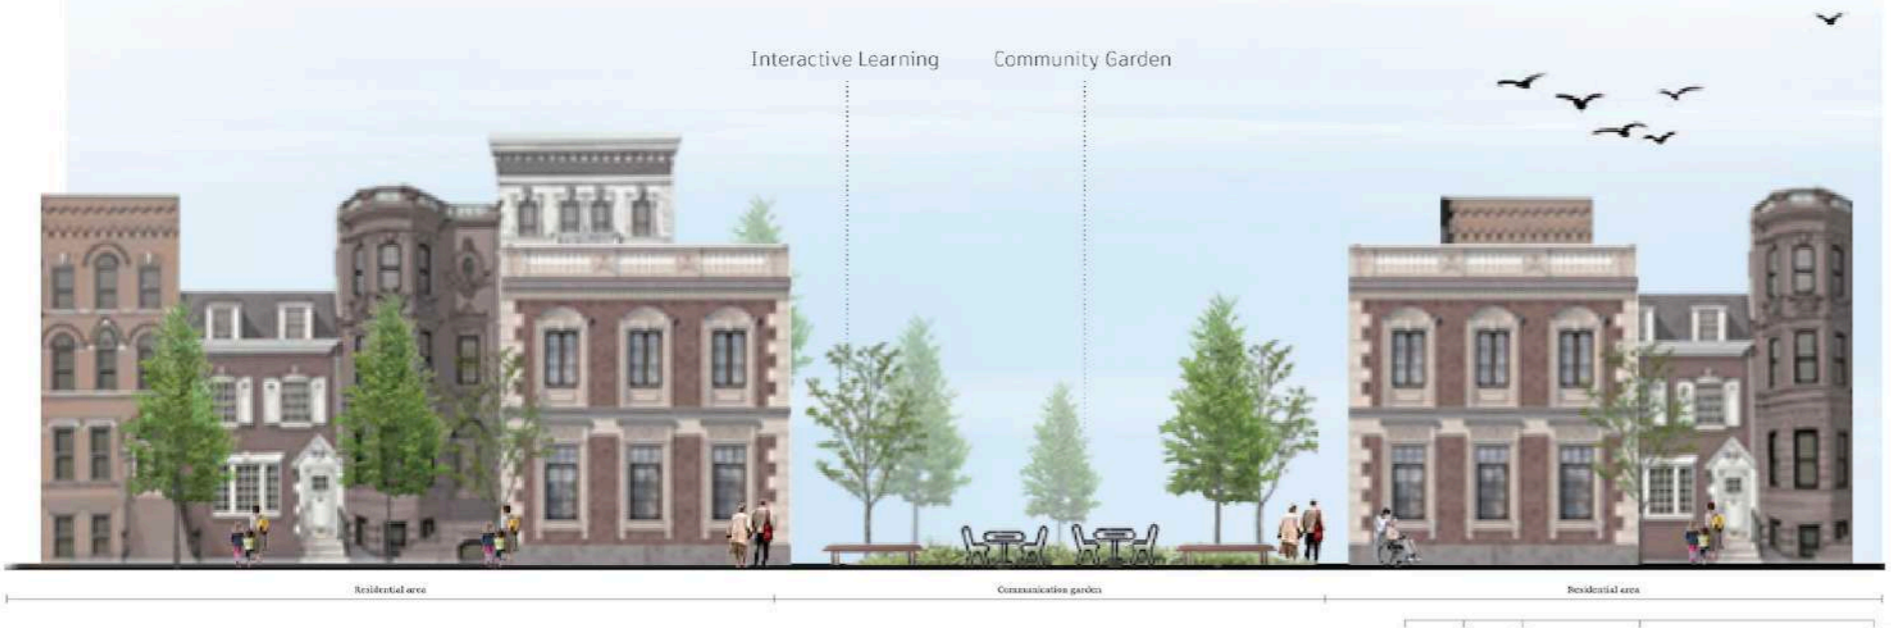 Interactive Learning
Community Garden
Residential area
Communication garden
Residential area